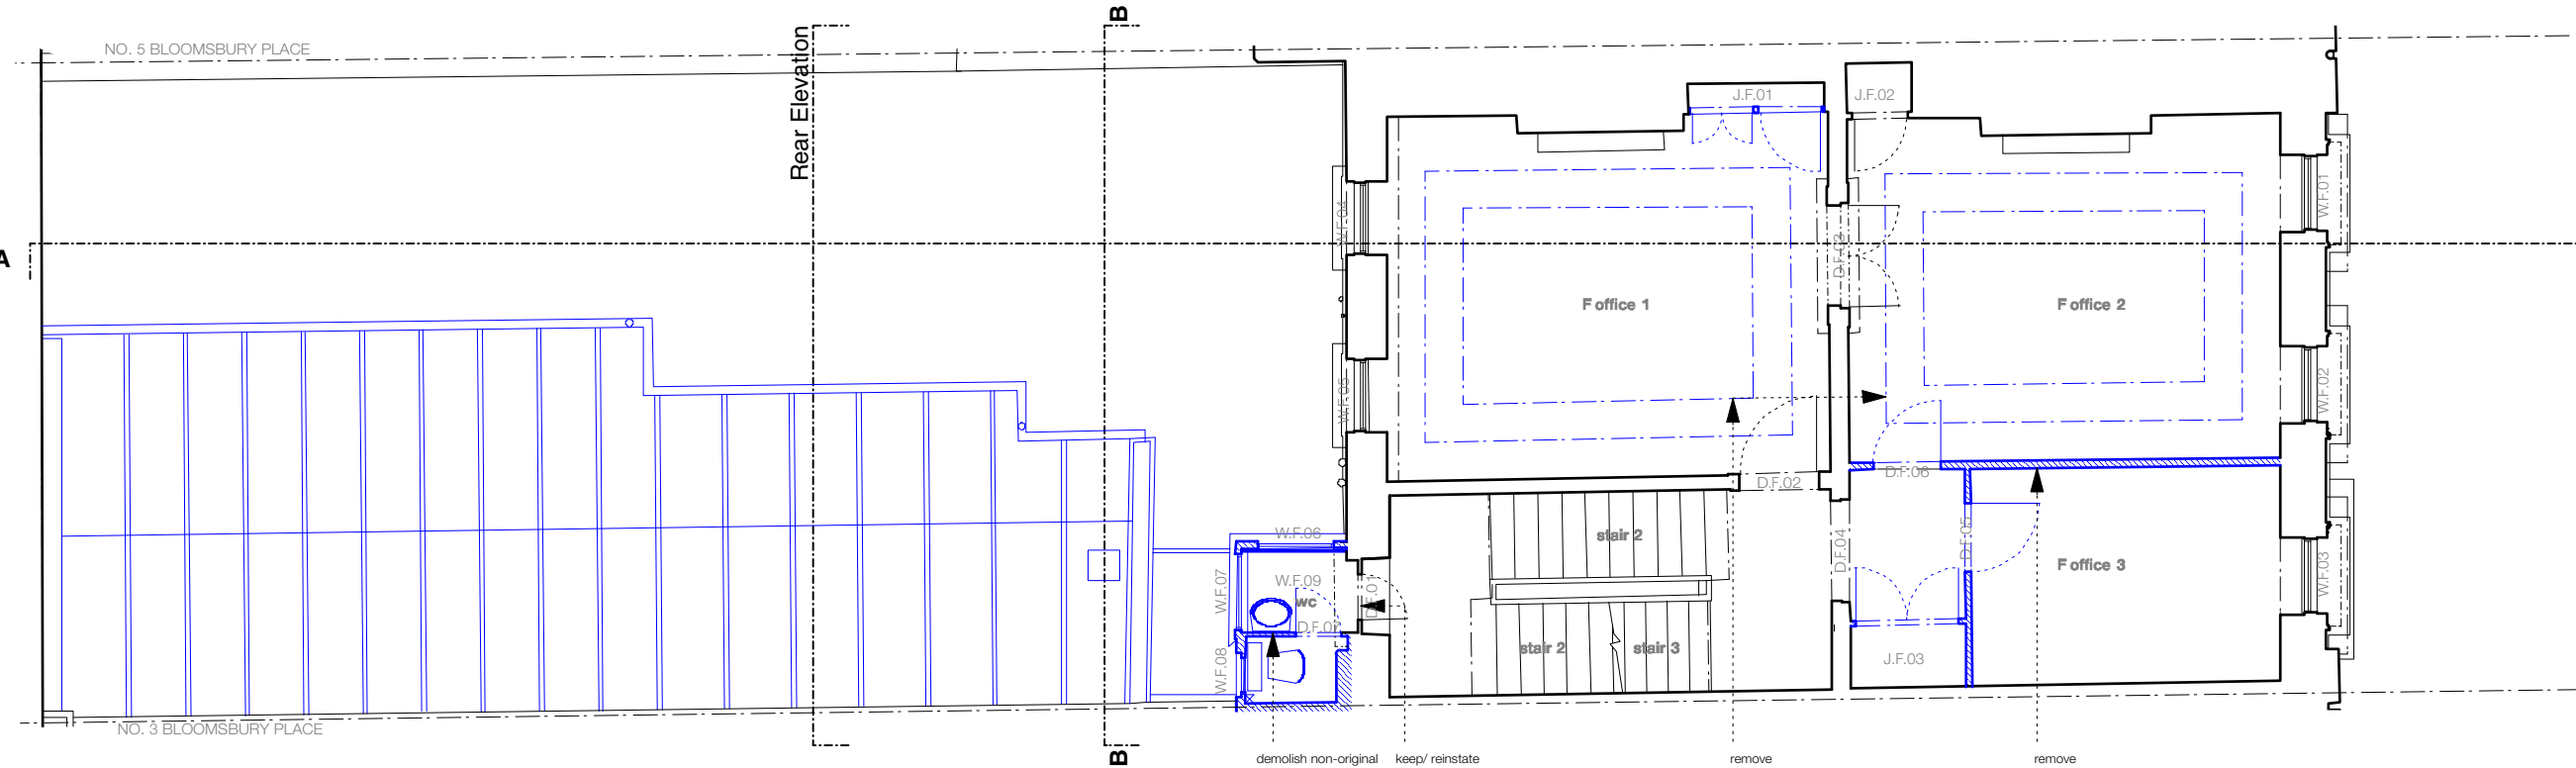 NO. 5 BLOOMSBURY PLACE
Rear Elevation
B
A
J.F.01
J.F.02
W.F.01
W.F.04
D.F.03
F office 1
F office 2
W.F.02
W.F.05
D.F.06
D.F.02
W.F.06
stair 2
D.F.04
D.F.05
F office 3
W.F.03
W.F.07
W.F.09
wc
D.F.01
D.F.07
stair 2
stair 3
W.F.08
J.F.03
NO. 3 BLOOMSBURY PLACE
B
demolish non-original
keep/ reinstate
remove
remove